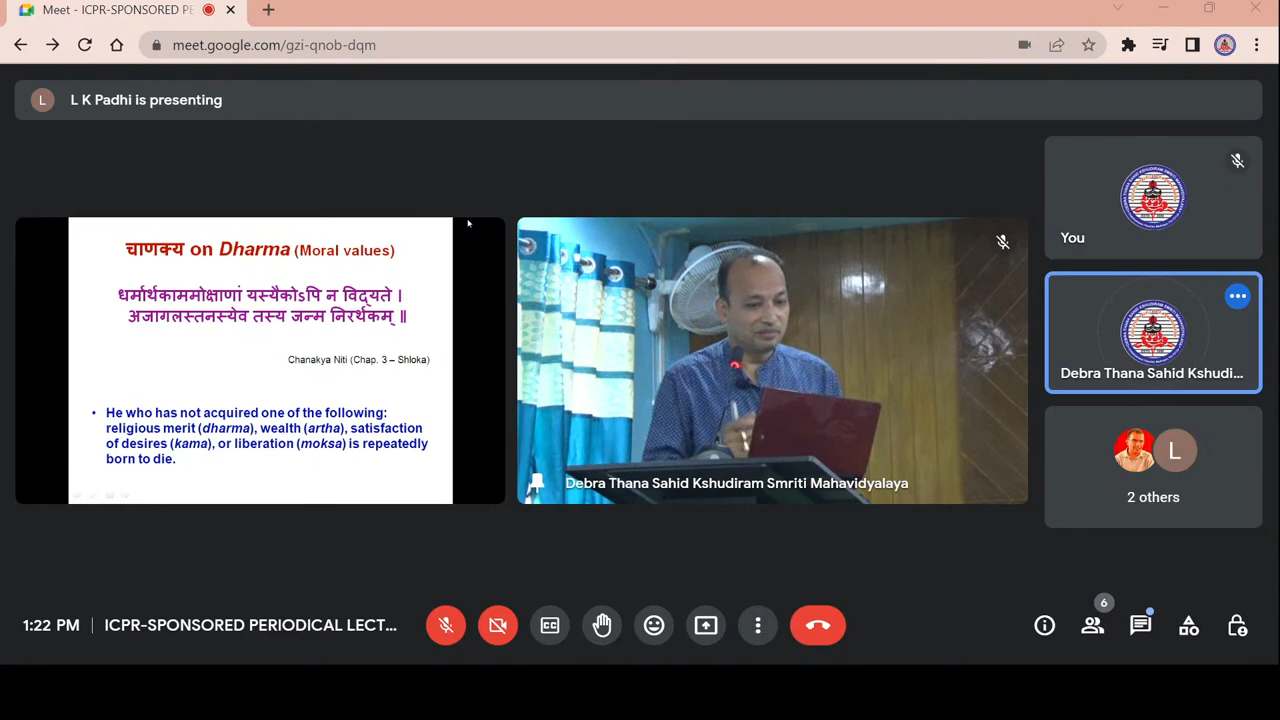 Meet - ICPR-SPONSORED PE
meet.google.com/gzi-qnob-dqm
L
L K Padhi is presenting
चाणक्य on Dharma (Moral values)
धर्मार्थकाममोक्षाणां यस्यैकोऽपि न विद्यते ।
अजागलस्तनस्येव तस्य जन्म निरर्थकम् ॥
Chanakya Niti (Chap. 3 – Shloka)
• He who has not acquired one of the following:
religious merit (dharma), wealth (artha), satisfaction
of desires (kama), or liberation (moksa) is repeatedly
born to die.
Debra Thana Sahid Kshudiram Smriti Mahavidyalaya
You
Debra Thana Sahid Kshudi...
L
2 others
1:22 PM
ICPR-SPONSORED PERIODICAL LECT...
CC
6